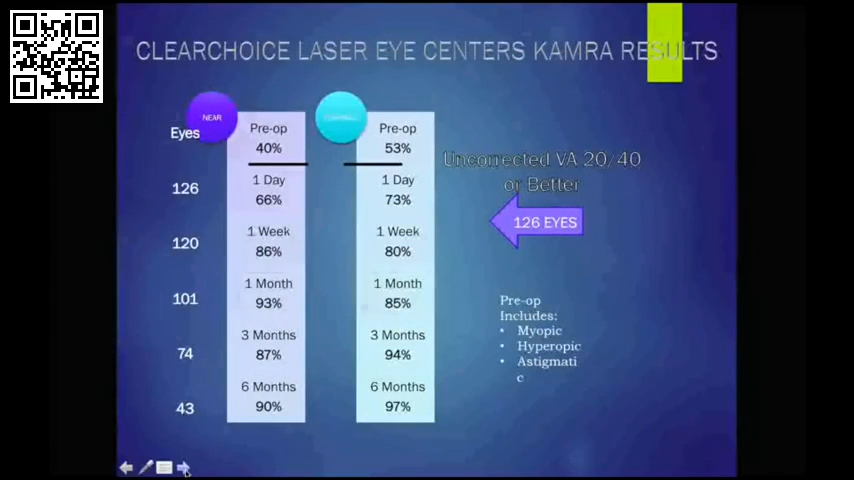 CLEARCHOICE LASER EYE CENTERS KAMRA RESULTS
NEAR
Eyes
Pre-op
40%
Pre-op
53%
Uncorrected VA 20/40
or Better
126
1 Day
66%
1 Day
73%
126 EYES
120
1 Week
86%
1 Week
80%
101
1 Month
93%
1 Month
85%
Pre-op
Includes:
• Myopic
• Hyperopic
• Astigmati
c
74
3 Months
87%
3 Months
94%
43
6 Months
90%
6 Months
97%